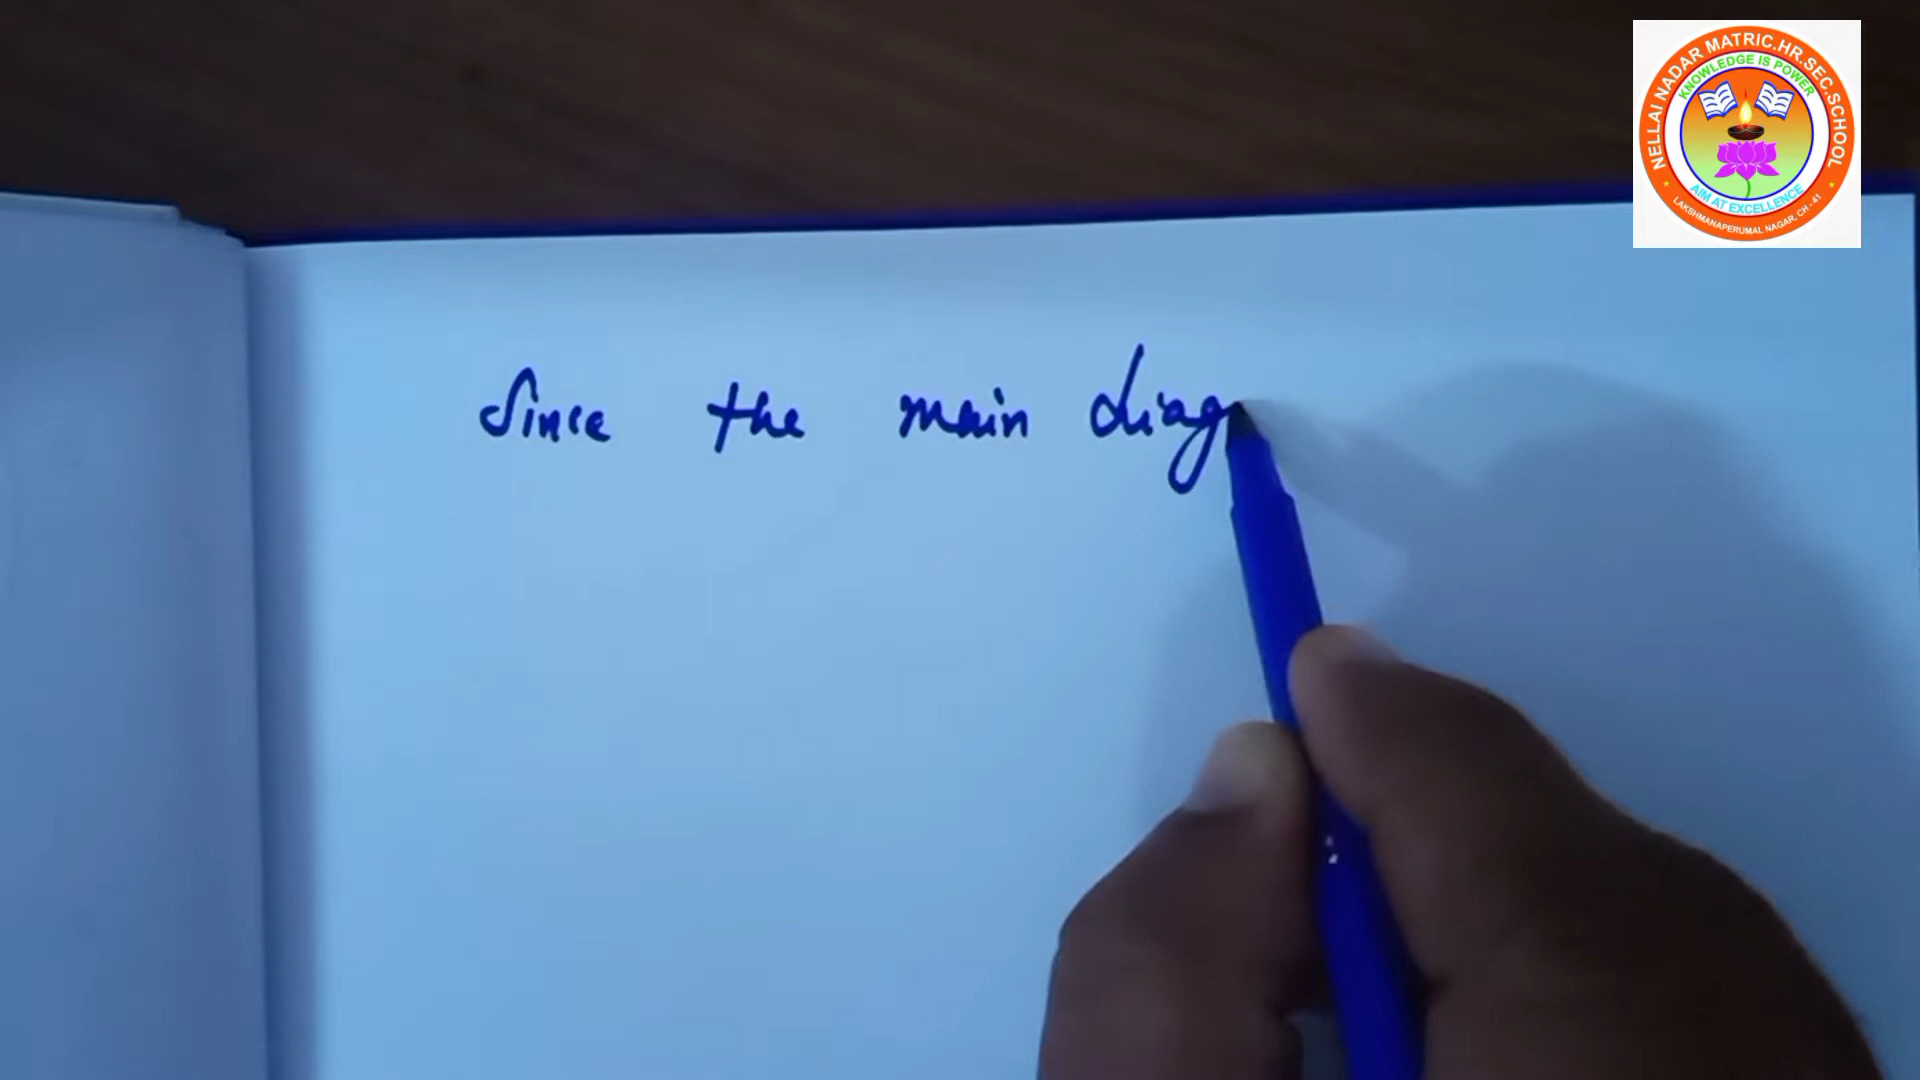 Since the main diag
NELLAI NADAR MATRIC.HR.SEC.SCHOOL
KNOWLEDGE IS POWER
AIM AT EXCELLENCE
LAKSHMANAPERUMAL NAGAR, CH - 41